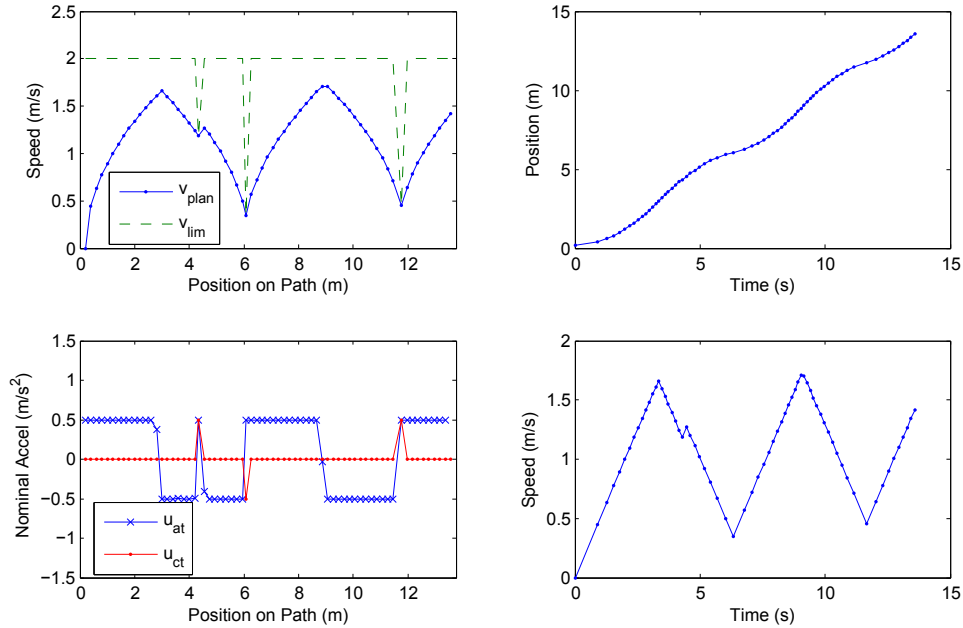 2.5
2
1.5
1
0.5
0
Speed (m/s)
0 2 4 6 8 10 12
Position on Path (m)
v_plan
v_lim
15
10
5
0
Position (m)
0 5 10 15
Time (s)
1.5
1
0.5
0
−0.5
−1
−1.5
Nominal Accel (m/s²)
0 2 4 6 8 10 12
Position on Path (m)
u_at
u_ct
2
1.5
1
0.5
0
Speed (m/s)
0 5 10 15
Time (s)